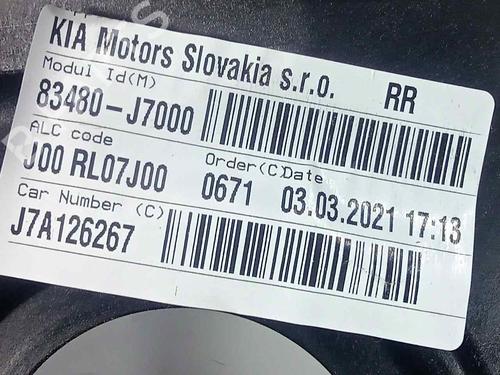 KIA Motors Slovakia s.r.o. RR
Modul Id(M)
83480-J7000
ALC code Order(C)Date
J00 RL07J00 0671 03.03.2021 17:13
Car Number (C)
J7A126267